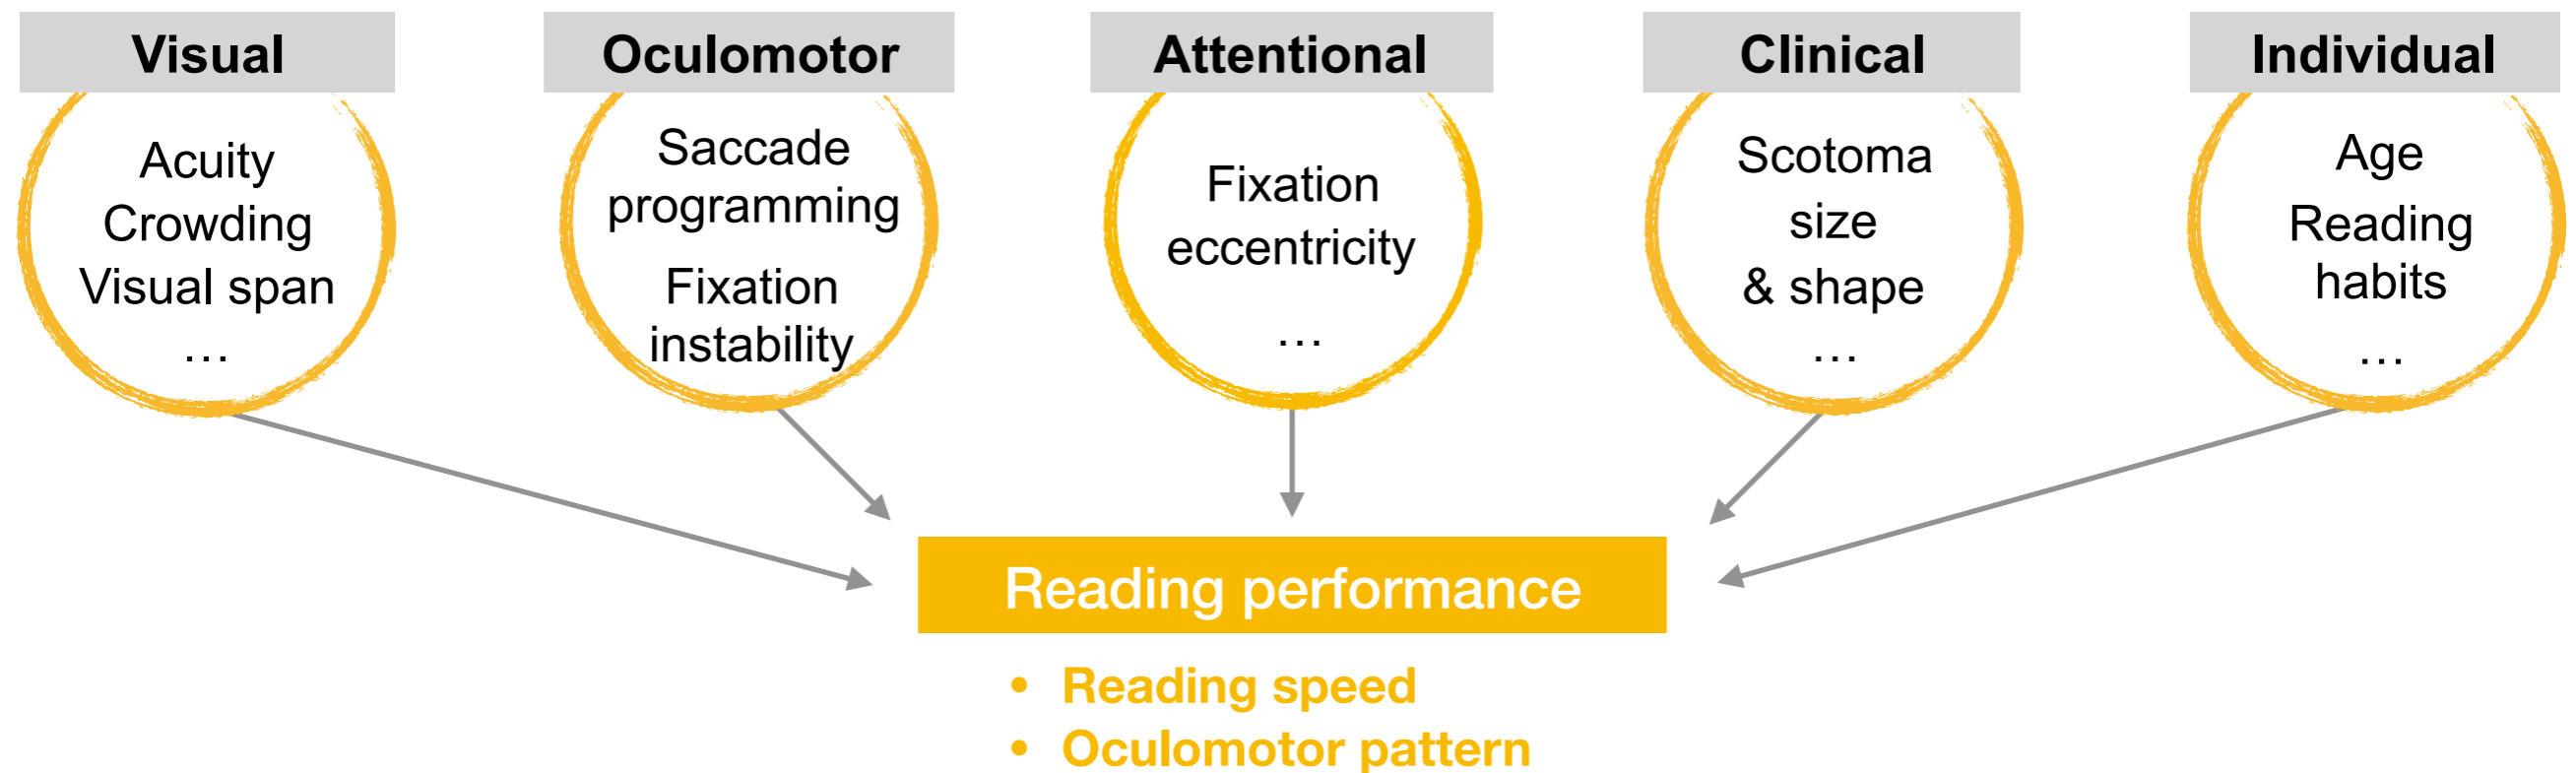 Visual
Acuity
Crowding
Visual span
…
Oculomotor
Saccade
programming
Fixation
instability
Attentional
Fixation
eccentricity
…
Clinical
Scotoma
size
& shape
…
Individual
Age
Reading
habits
…
Reading performance
• Reading speed
• Oculomotor pattern